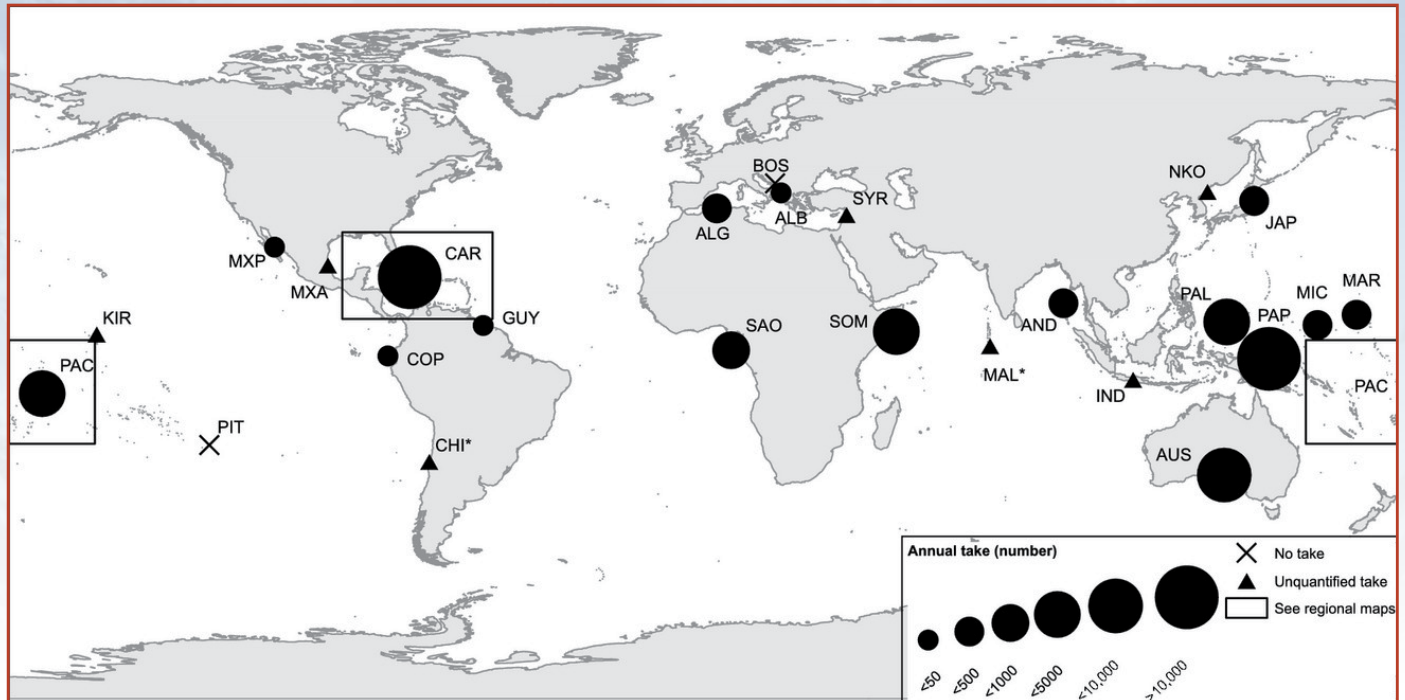 BOS
NKO
SYR
ALB
ALG
JAP
CAR
MXP
MXA
MAR
MIC
PAL
PAP
KIR
GUY
AND
SAO
SOM
COP
PAC
MAL*
IND
PAC
PIT
CHI*
AUS
Annual take (number)
No take
Unquantified take
See regional maps
<50
<500
<1000
<5000
<10,000
>10,000